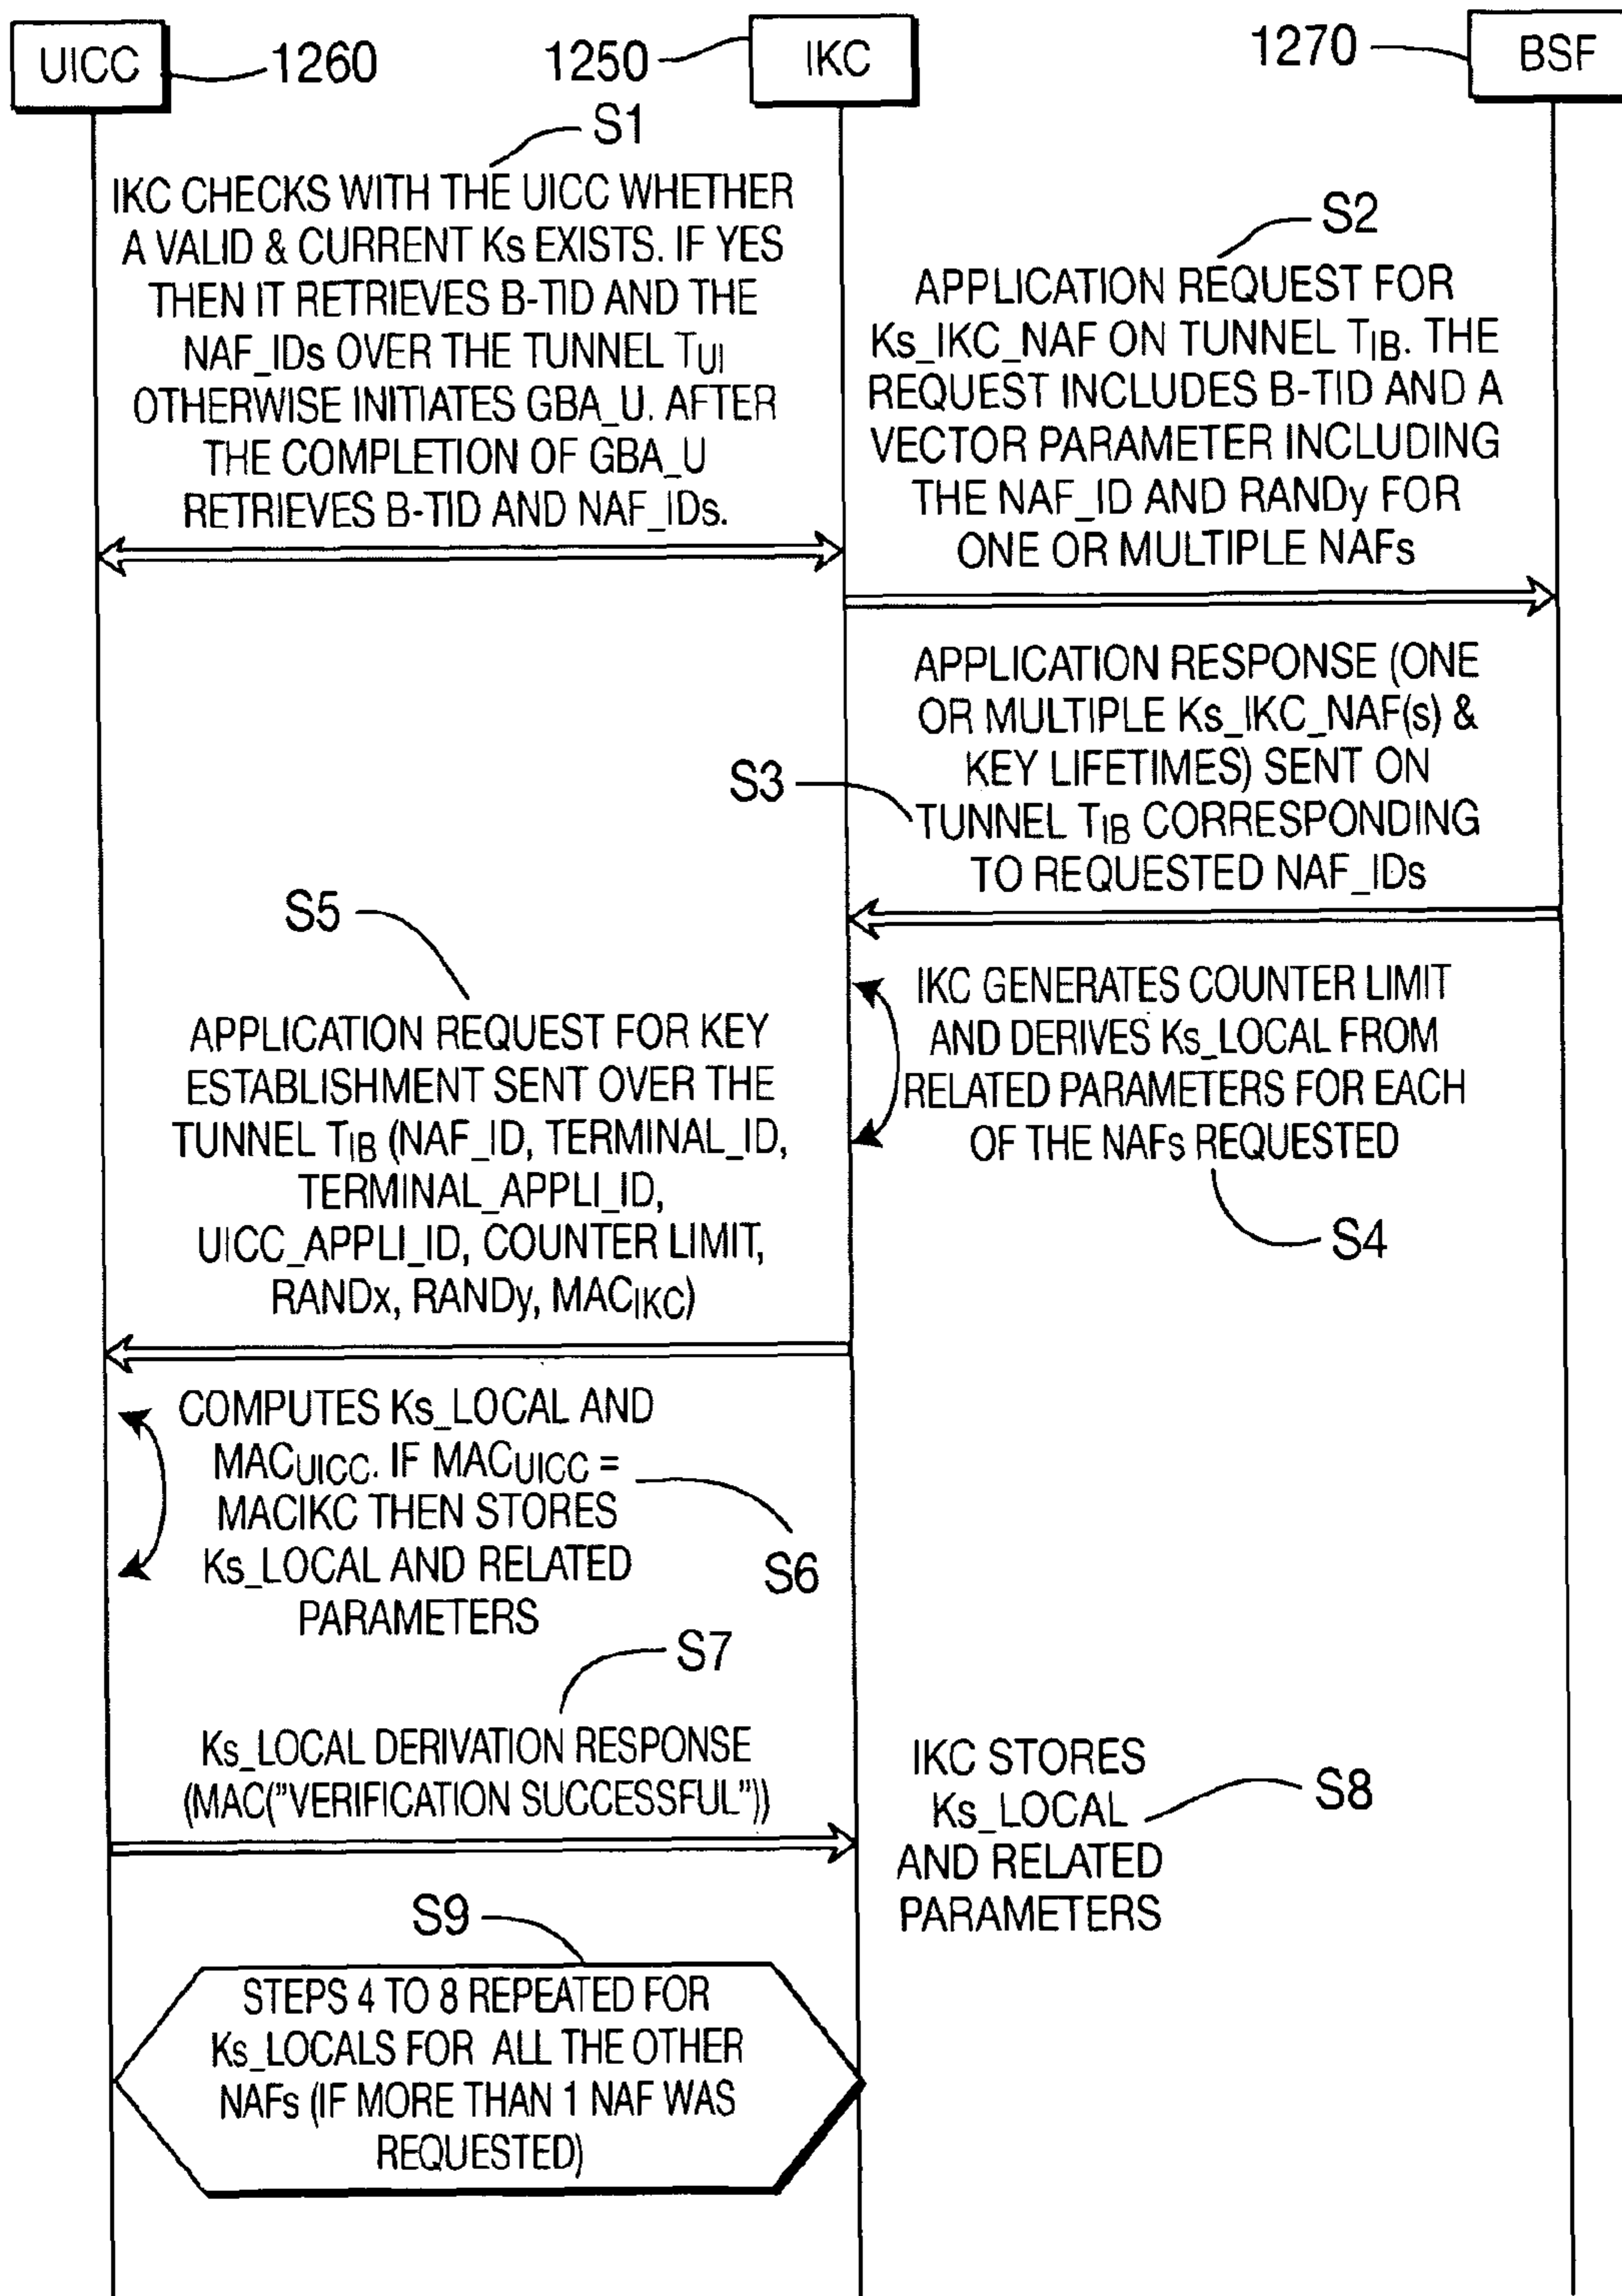 UICC
1260
1250
IKC
1270
BSF
S1
IKC CHECKS WITH THE UICC WHETHER
A VALID & CURRENT Ks EXISTS. IF YES
THEN IT RETRIEVES B-TID AND THE
NAF_IDs OVER THE TUNNEL TUI
OTHERWISE INITIATES GBA_U. AFTER
THE COMPLETION OF GBA_U
RETRIEVES B-TID AND NAF_IDs.
S2
APPLICATION REQUEST FOR
Ks_IKC_NAF ON TUNNEL TIB. THE
REQUEST INCLUDES B-TID AND A
VECTOR PARAMETER INCLUDING
THE NAF_ID AND RANDy FOR
ONE OR MULTIPLE NAFs
APPLICATION RESPONSE (ONE
OR MULTIPLE Ks_IKC_NAF(s) &
KEY LIFETIMES) SENT ON
TUNNEL TIB CORRESPONDING
TO REQUESTED NAF_IDs
S3
IKC GENERATES COUNTER LIMIT
AND DERIVES Ks_LOCAL FROM
RELATED PARAMETERS FOR EACH
OF THE NAFs REQUESTED
S4
S5
APPLICATION REQUEST FOR KEY
ESTABLISHMENT SENT OVER THE
TUNNEL TIB (NAF_ID, TERMINAL_ID,
TERMINAL_APPLI_ID,
UICC_APPLI_ID, COUNTER LIMIT,
RANDx, RANDy, MACIKC)
COMPUTES Ks_LOCAL AND
MACUICC. IF MACUICC =
MACIKC THEN STORES
Ks_LOCAL AND RELATED
PARAMETERS
S6
S7
Ks_LOCAL DERIVATION RESPONSE
(MAC("VERIFICATION SUCCESSFUL"))
IKC STORES
Ks_LOCAL
AND RELATED
PARAMETERS
S8
S9
STEPS 4 TO 8 REPEATED FOR
Ks_LOCALS FOR ALL THE OTHER
NAFs (IF MORE THAN 1 NAF WAS
REQUESTED)